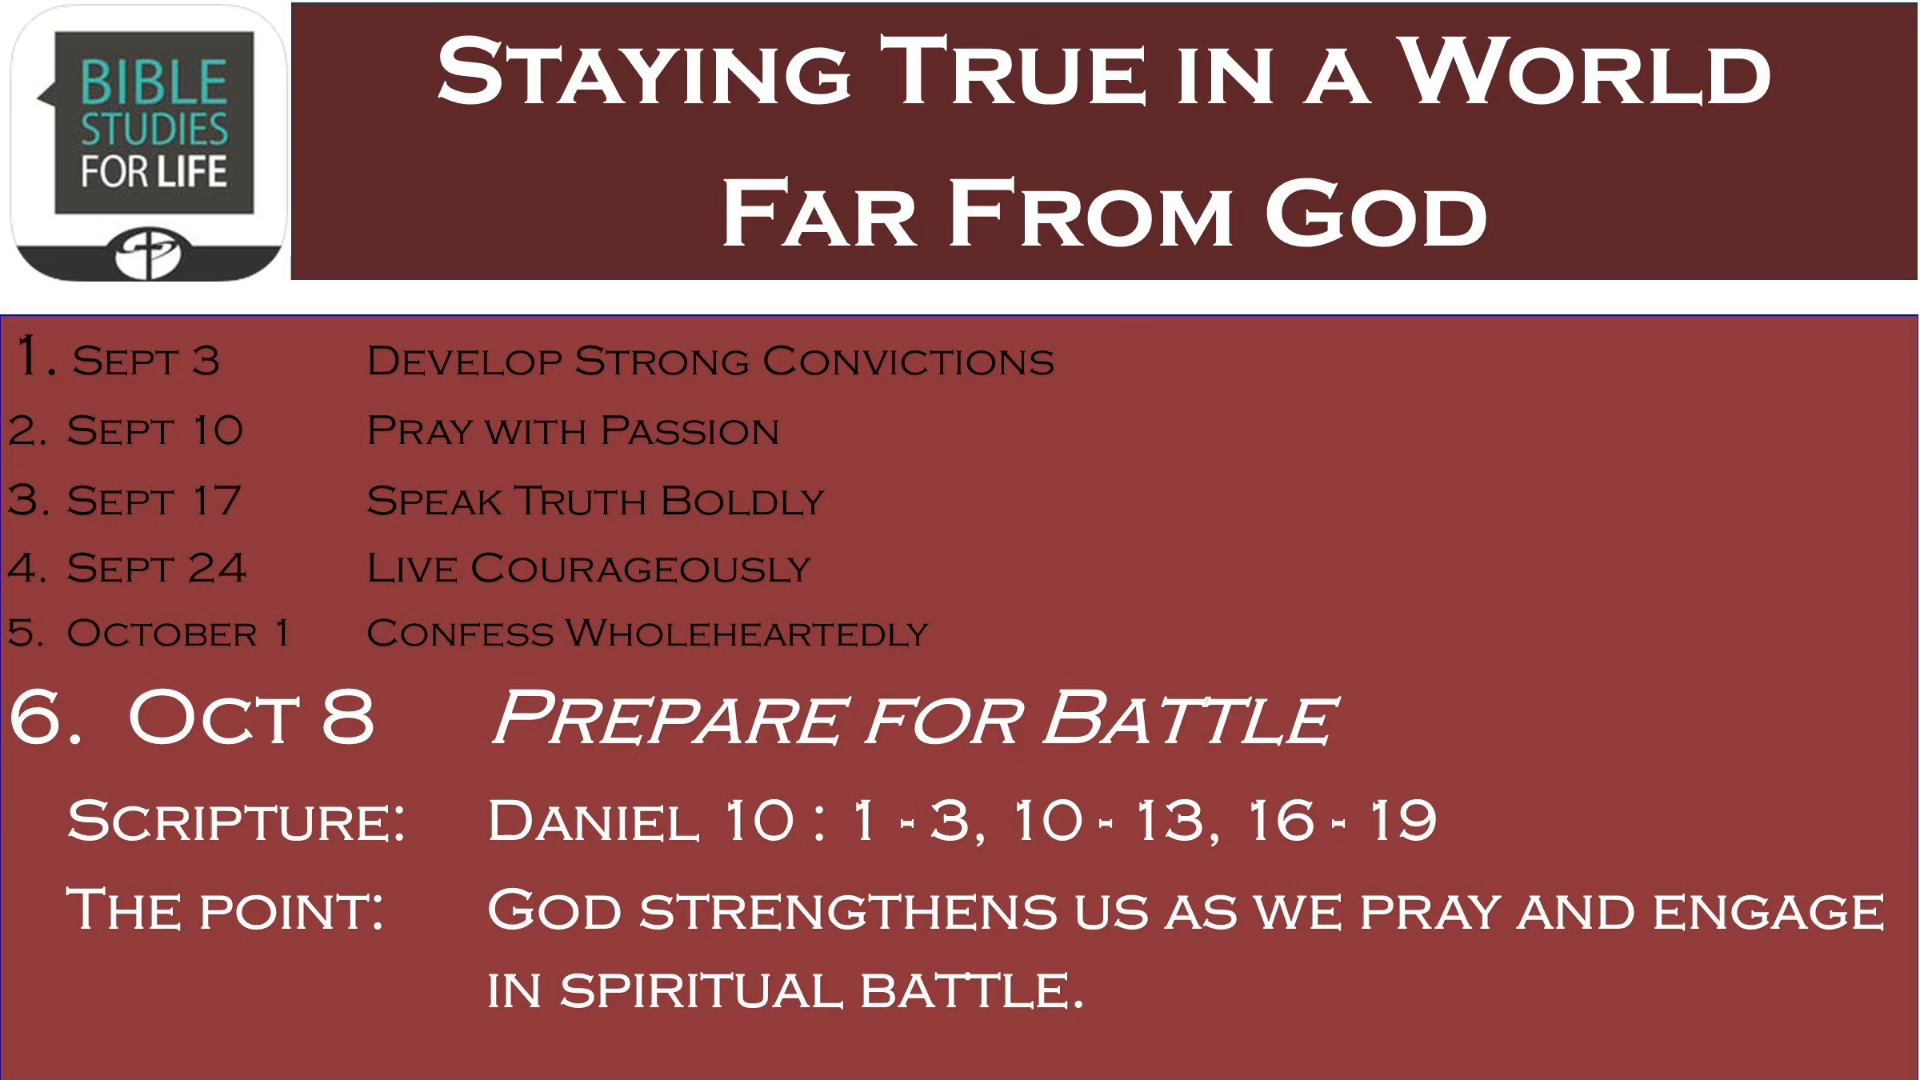 BIBLE
STUDIES
FOR LIFE
Staying True in a World
Far From God
1. Sept 3 Develop Strong Convictions
2. Sept 10 Pray with Passion
3. Sept 17 Speak Truth Boldly
4. Sept 24 Live Courageously
5. October 1 Confess Wholeheartedly
6. Oct 8 Prepare for Battle
Scripture: Daniel 10 : 1 - 3, 10 - 13, 16 - 19
The point: God strengthens us as we pray and engage
in spiritual battle.